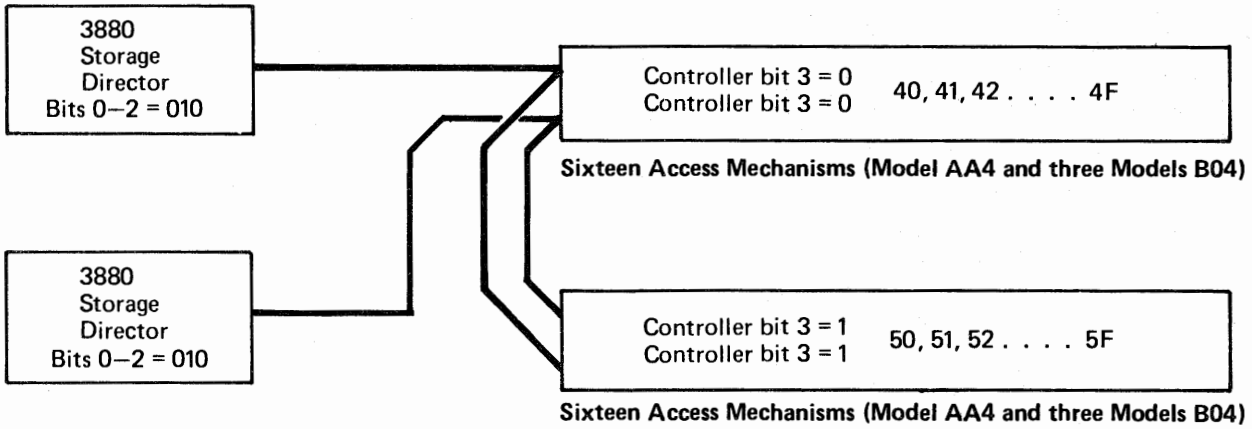 3880
Storage
Director
Bits 0–2 = 010
Controller bit 3 = 0
Controller bit 3 = 0
40, 41, 42 . . . . 4F
Sixteen Access Mechanisms (Model AA4 and three Models B04)
3880
Storage
Director
Bits 0–2 = 010
Controller bit 3 = 1
Controller bit 3 = 1
50, 51, 52 . . . . 5F
Sixteen Access Mechanisms (Model AA4 and three Models B04)